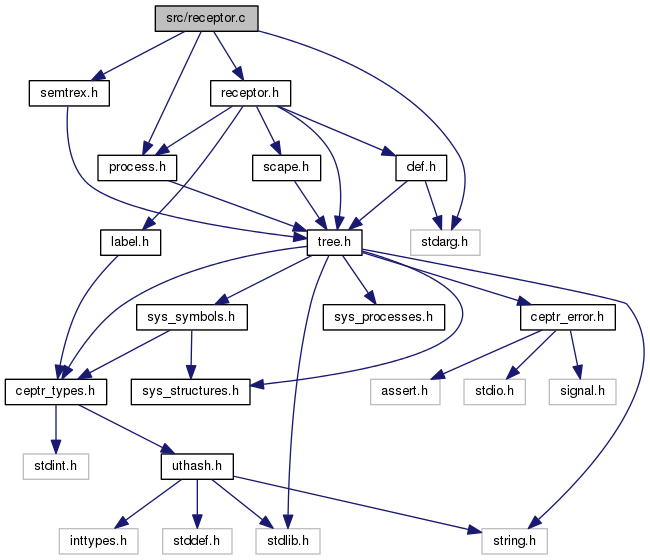 src/receptor.c
semtrex.h
receptor.h
process.h
scape.h
def.h
label.h
tree.h
stdarg.h
sys_symbols.h
sys_processes.h
ceptr_error.h
ceptr_types.h
sys_structures.h
assert.h
stdio.h
signal.h
stdint.h
uthash.h
inttypes.h
stddef.h
stdlib.h
string.h